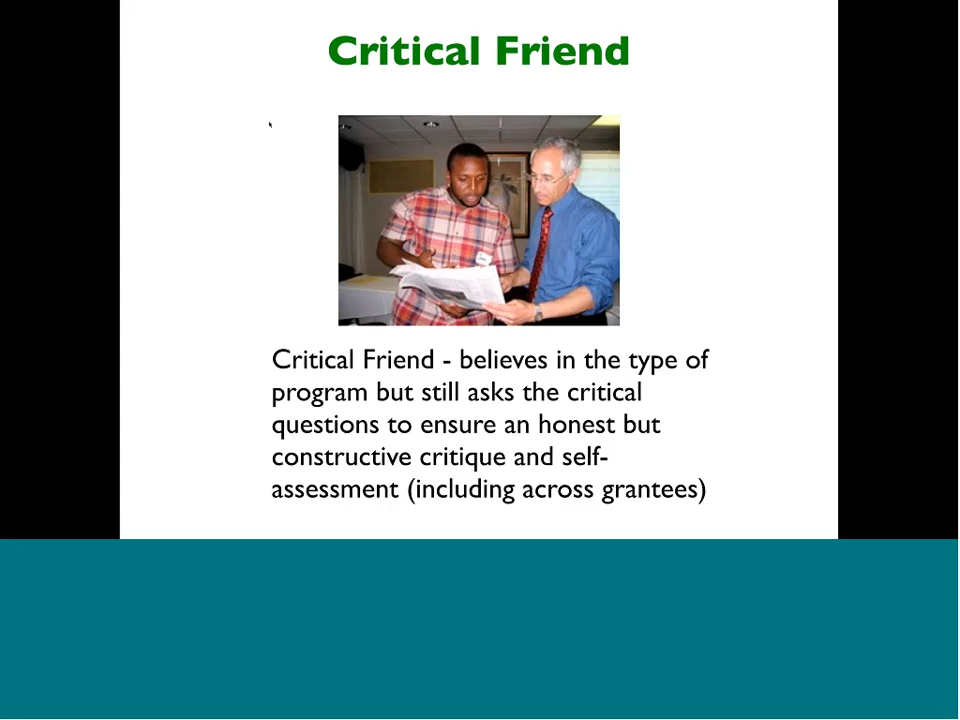 Critical Friend
Critical Friend - believes in the type of
program but still asks the critical
questions to ensure an honest but
constructive critique and self-
assessment (including across grantees)